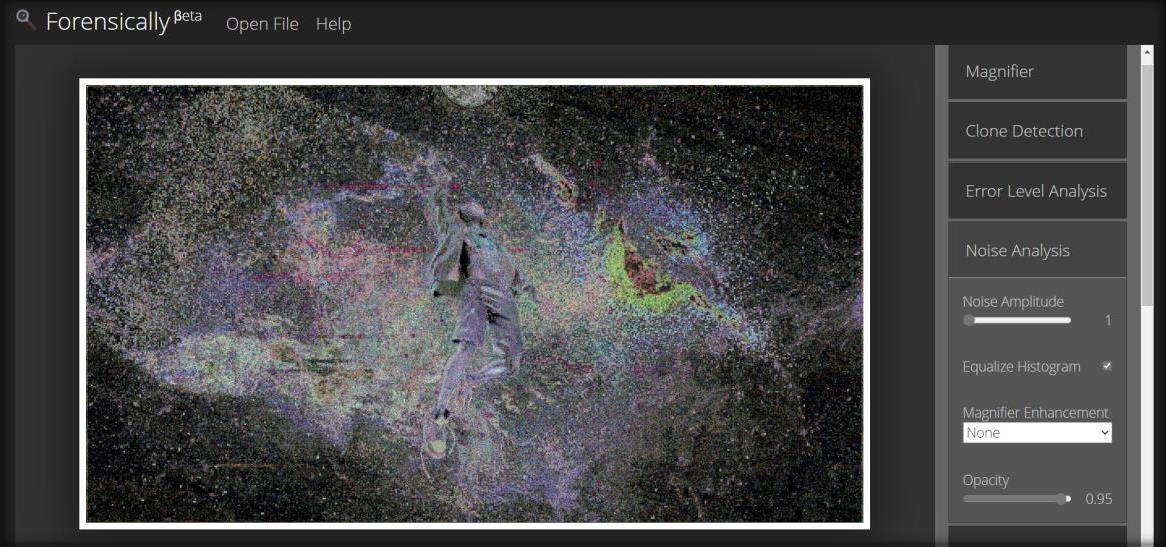 Forensically βeta Open File Help
Magnifier
Clone Detection
Error Level Analysis
Noise Analysis
Noise Amplitude
1
Equalize Histogram
Magnifier Enhancement
None
Opacity
0.95